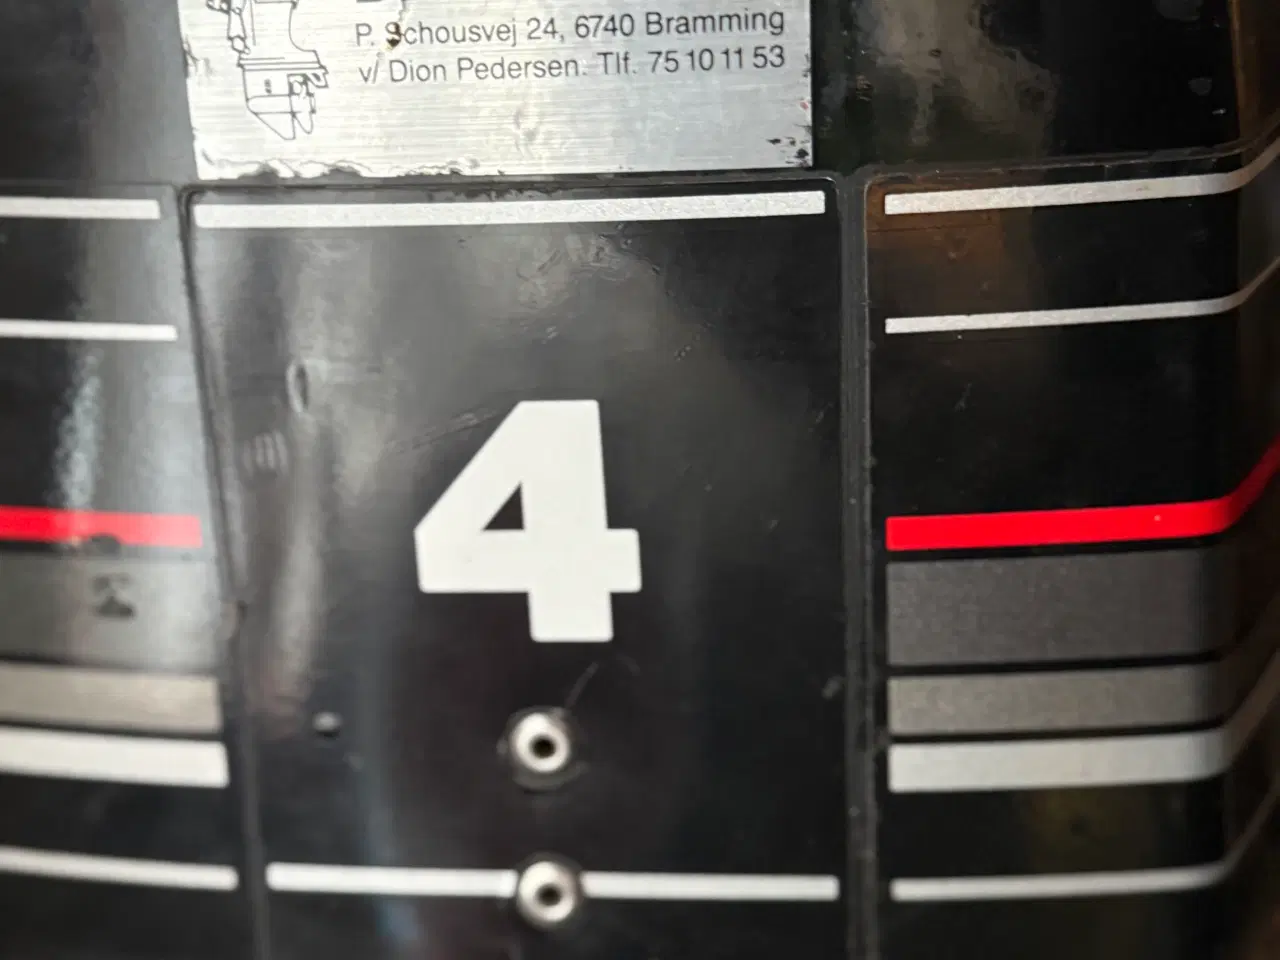 P. Schousvej 24, 6740 Bramming
v/ Dion Pedersen. Tlf. 75 10 11 53
4